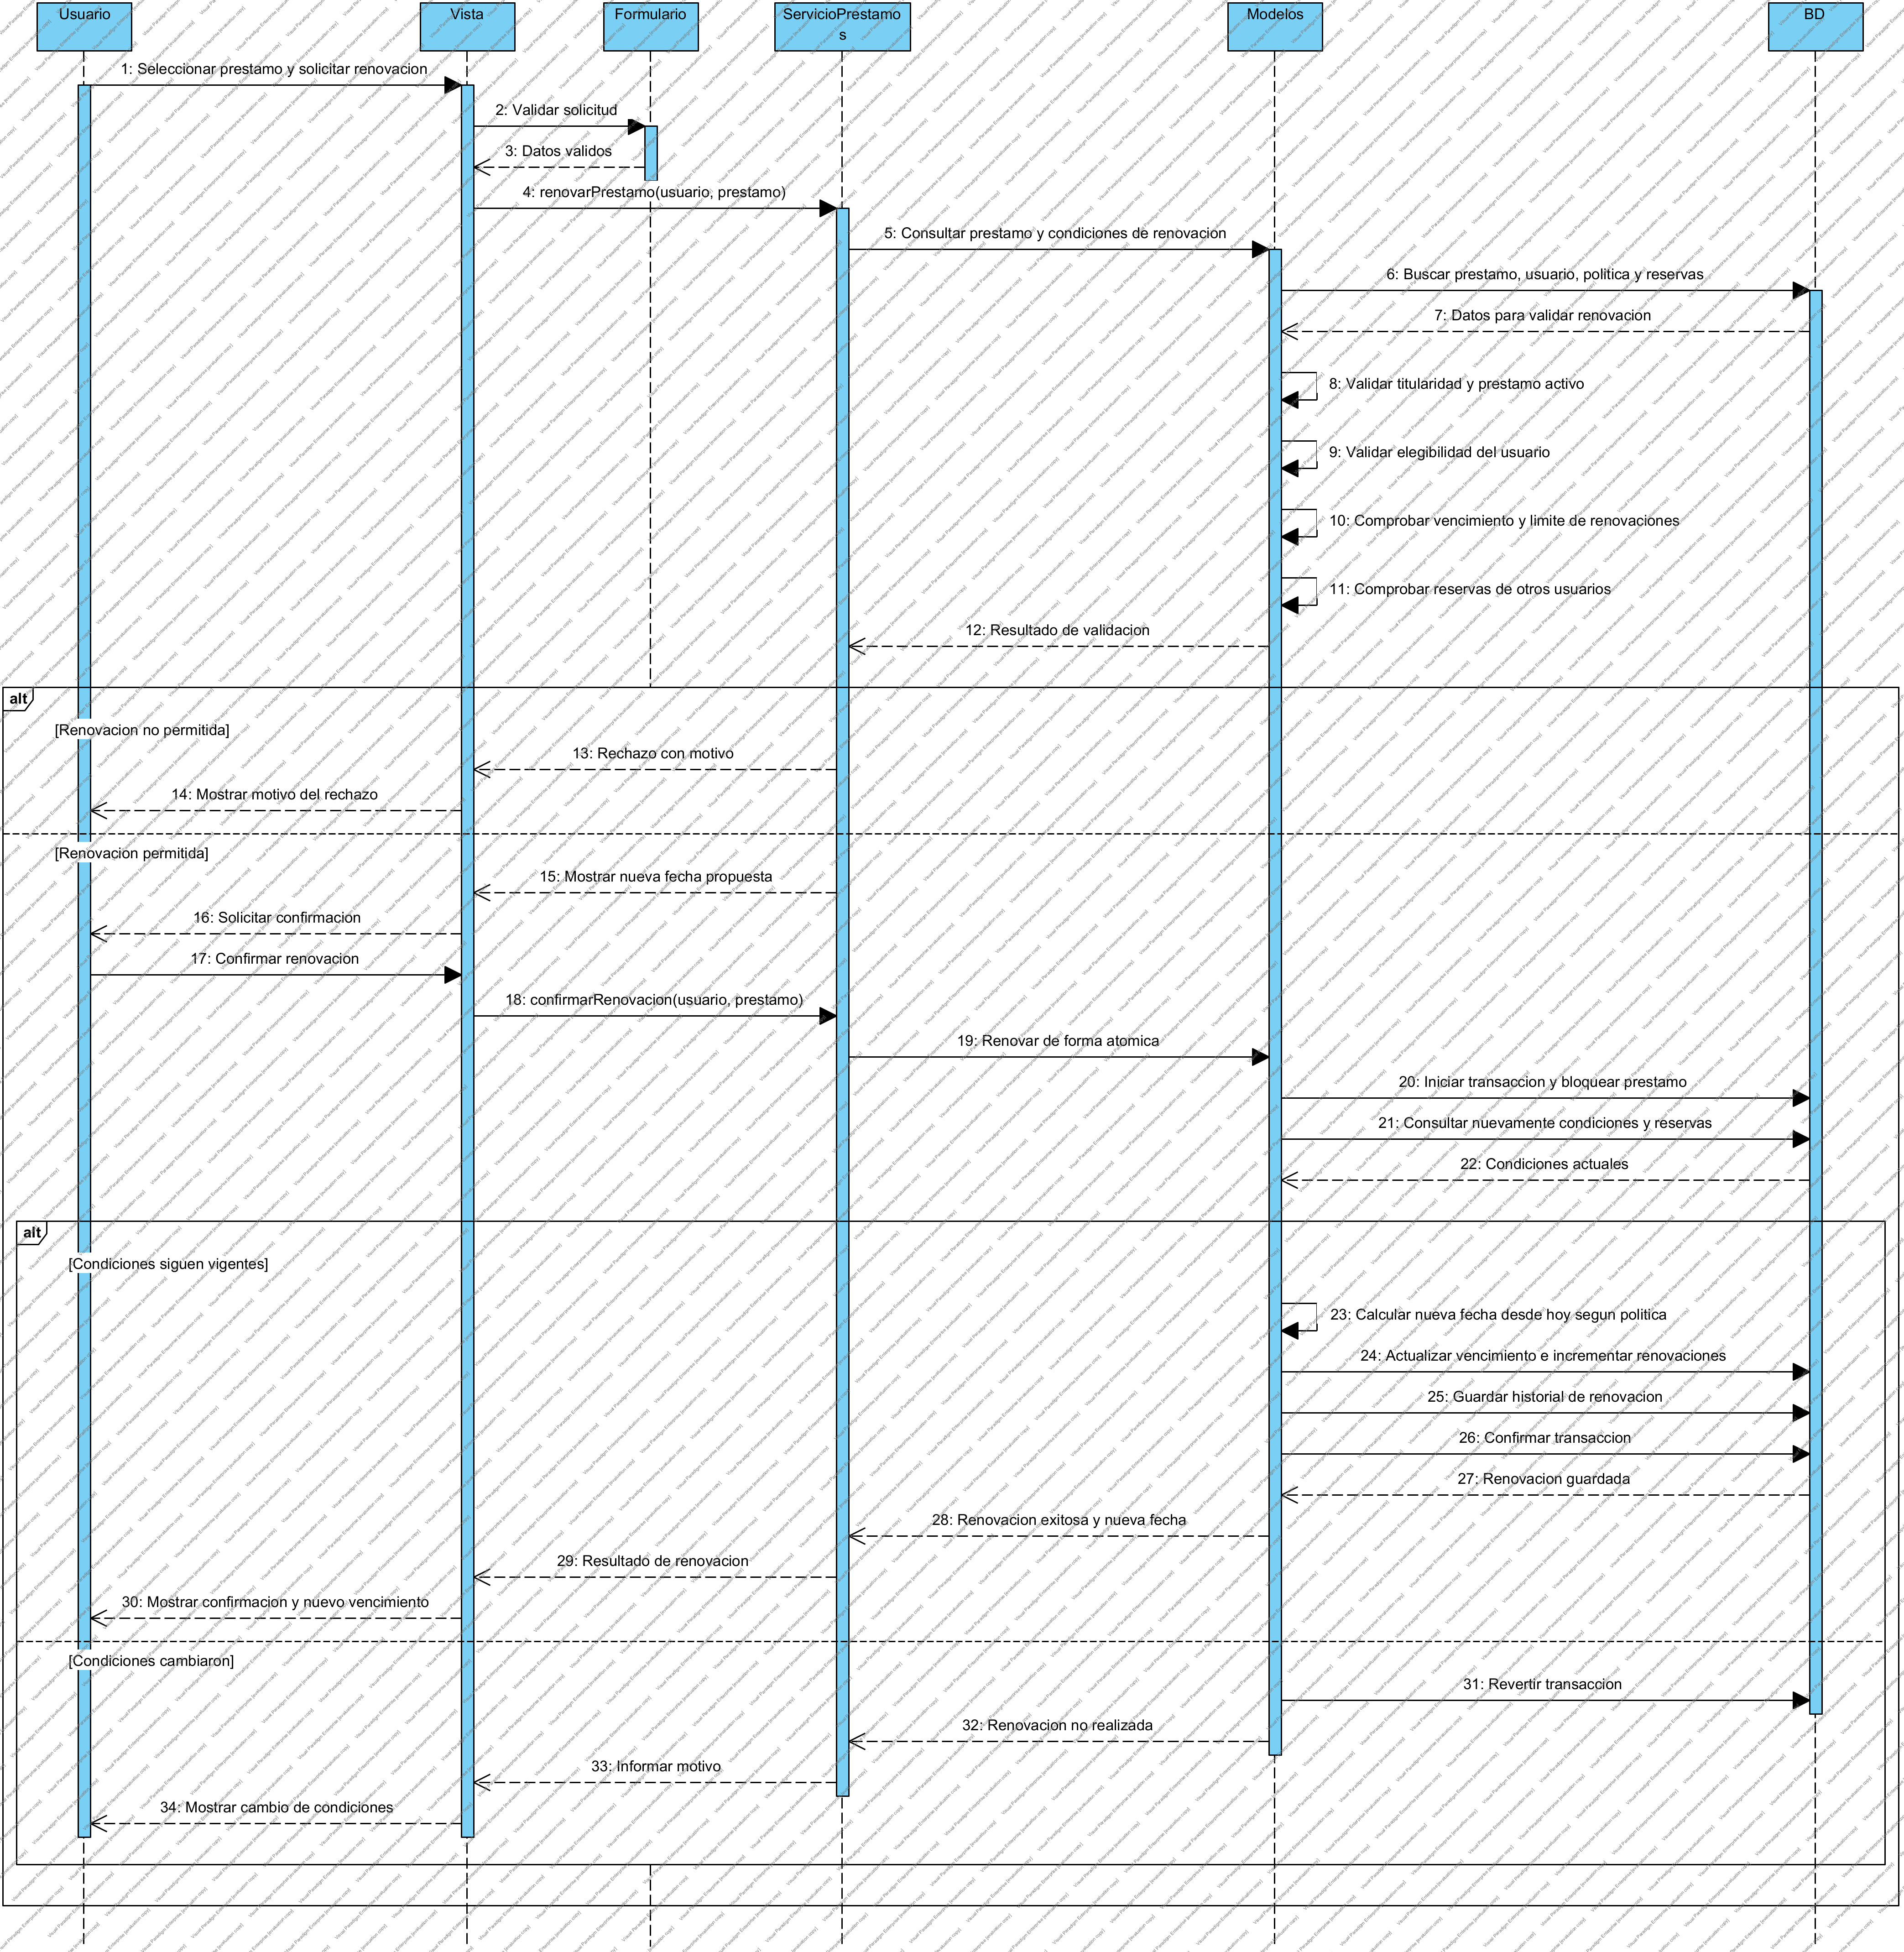 Usuario
Vista
Formulario
ServicioPrestamo
s
Modelos
BD
1: Seleccionar prestamo y solicitar renovacion
2: Validar solicitud
3: Datos validos
4: renovarPrestamo(usuario, prestamo)
5: Consultar prestamo y condiciones de renovacion
6: Buscar prestamo, usuario, politica y reservas
7: Datos para validar renovacion
8: Validar titularidad y prestamo activo
9: Validar elegibilidad del usuario
10: Comprobar vencimiento y limite de renovaciones
11: Comprobar reservas de otros usuarios
12: Resultado de validacion
alt
[Renovacion no permitida]
13: Rechazo con motivo
14: Mostrar motivo del rechazo
[Renovacion permitida]
15: Mostrar nueva fecha propuesta
16: Solicitar confirmacion
17: Confirmar renovacion
18: confirmarRenovacion(usuario, prestamo)
19: Renovar de forma atomica
20: Iniciar transaccion y bloquear prestamo
21: Consultar nuevamente condiciones y reservas
22: Condiciones actuales
alt
[Condiciones siguen vigentes]
23: Calcular nueva fecha desde hoy segun politica
24: Actualizar vencimiento e incrementar renovaciones
25: Guardar historial de renovacion
26: Confirmar transaccion
27: Renovacion guardada
28: Renovacion exitosa y nueva fecha
29: Resultado de renovacion
30: Mostrar confirmacion y nuevo vencimiento
[Condiciones cambiaron]
31: Revertir transaccion
32: Renovacion no realizada
33: Informar motivo
34: Mostrar cambio de condiciones